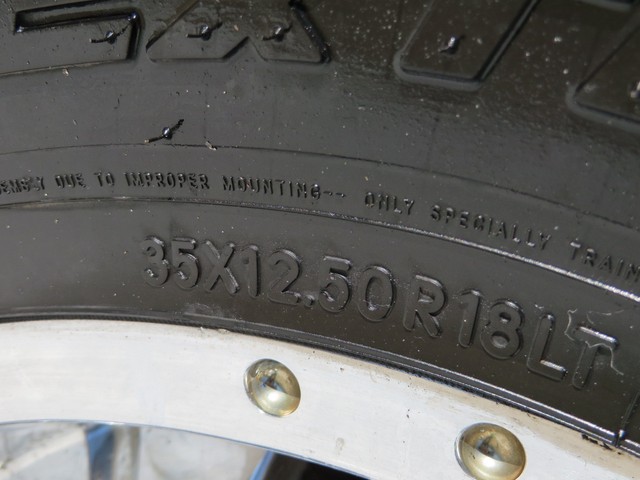 DUE TO IMPROPER MOUNTING-- ONLY SPECIALLY
35X12.50R18LT